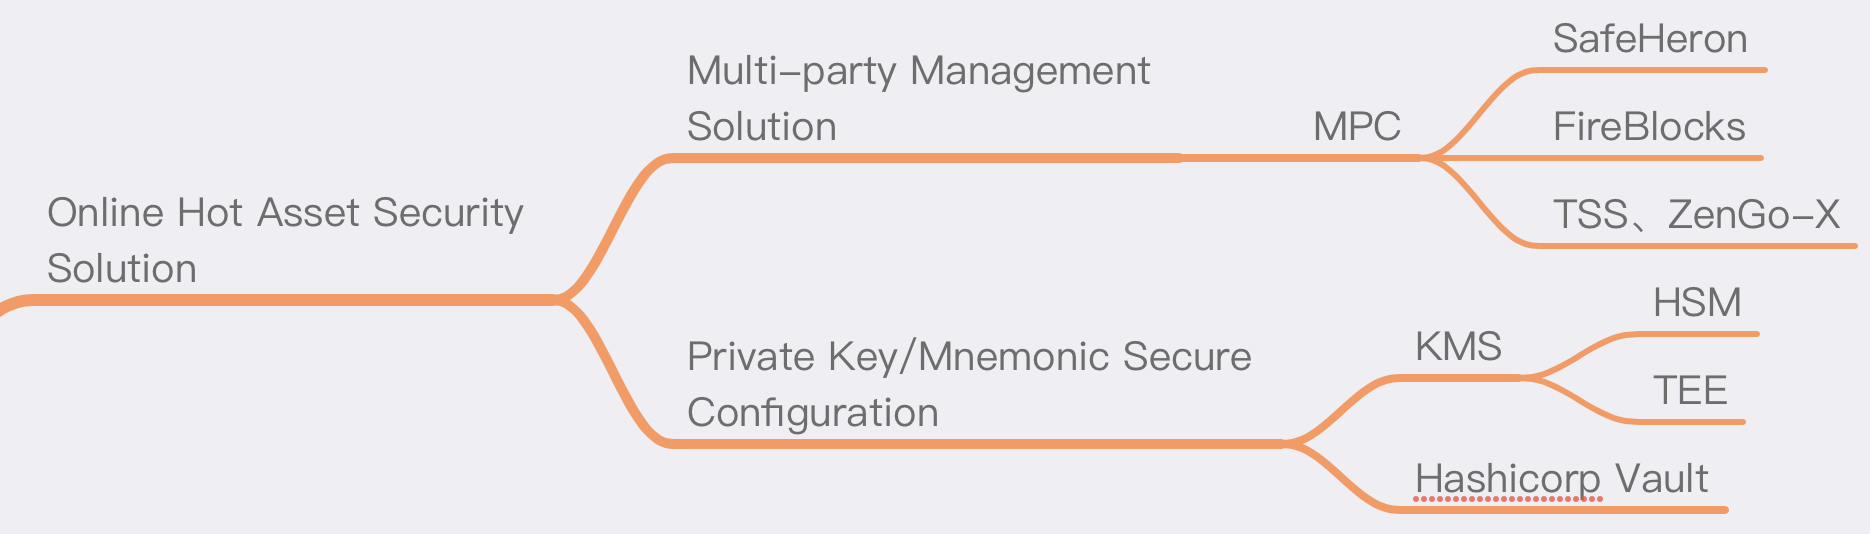 Online Hot Asset Security
Solution
Multi-party Management
Solution
MPC
SafeHeron
FireBlocks
TSS、ZenGo-X
Private Key/Mnemonic Secure
Configuration
KMS
HSM
TEE
Hashicorp Vault